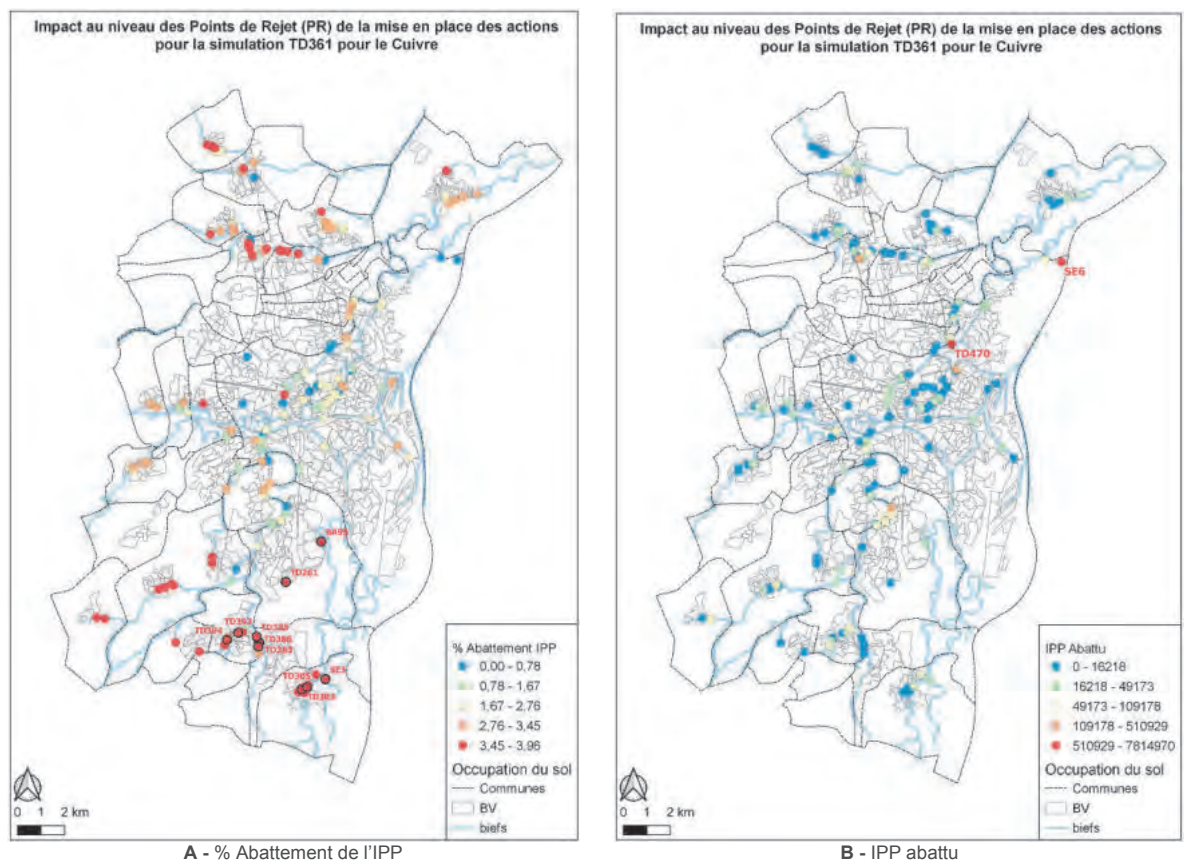 Impact au niveau des Points de Rejet (PR) de la mise en place des actions
pour la simulation TD361 pour le Cuivre
TD261
TD385
SE3
% Abattement IPP
0,00 - 0,78
0,78 - 1,67
1,67 - 2,76
2,76 - 3,45
3,45 - 3,96
Occupation du sol
Communes
BV
biefs
0 1 2 km
A - % Abattement de l'IPP
Impact au niveau des Points de Rejet (PR) de la mise en place des actions
pour la simulation TD361 pour le Cuivre
SE6
TD470
IPP Abattu
0 - 16218
16218 - 49173
49173 - 109178
109178 - 510929
510929 - 7814970
Occupation du sol
Communes
BV
biefs
0 1 2 km
B - IPP abattu